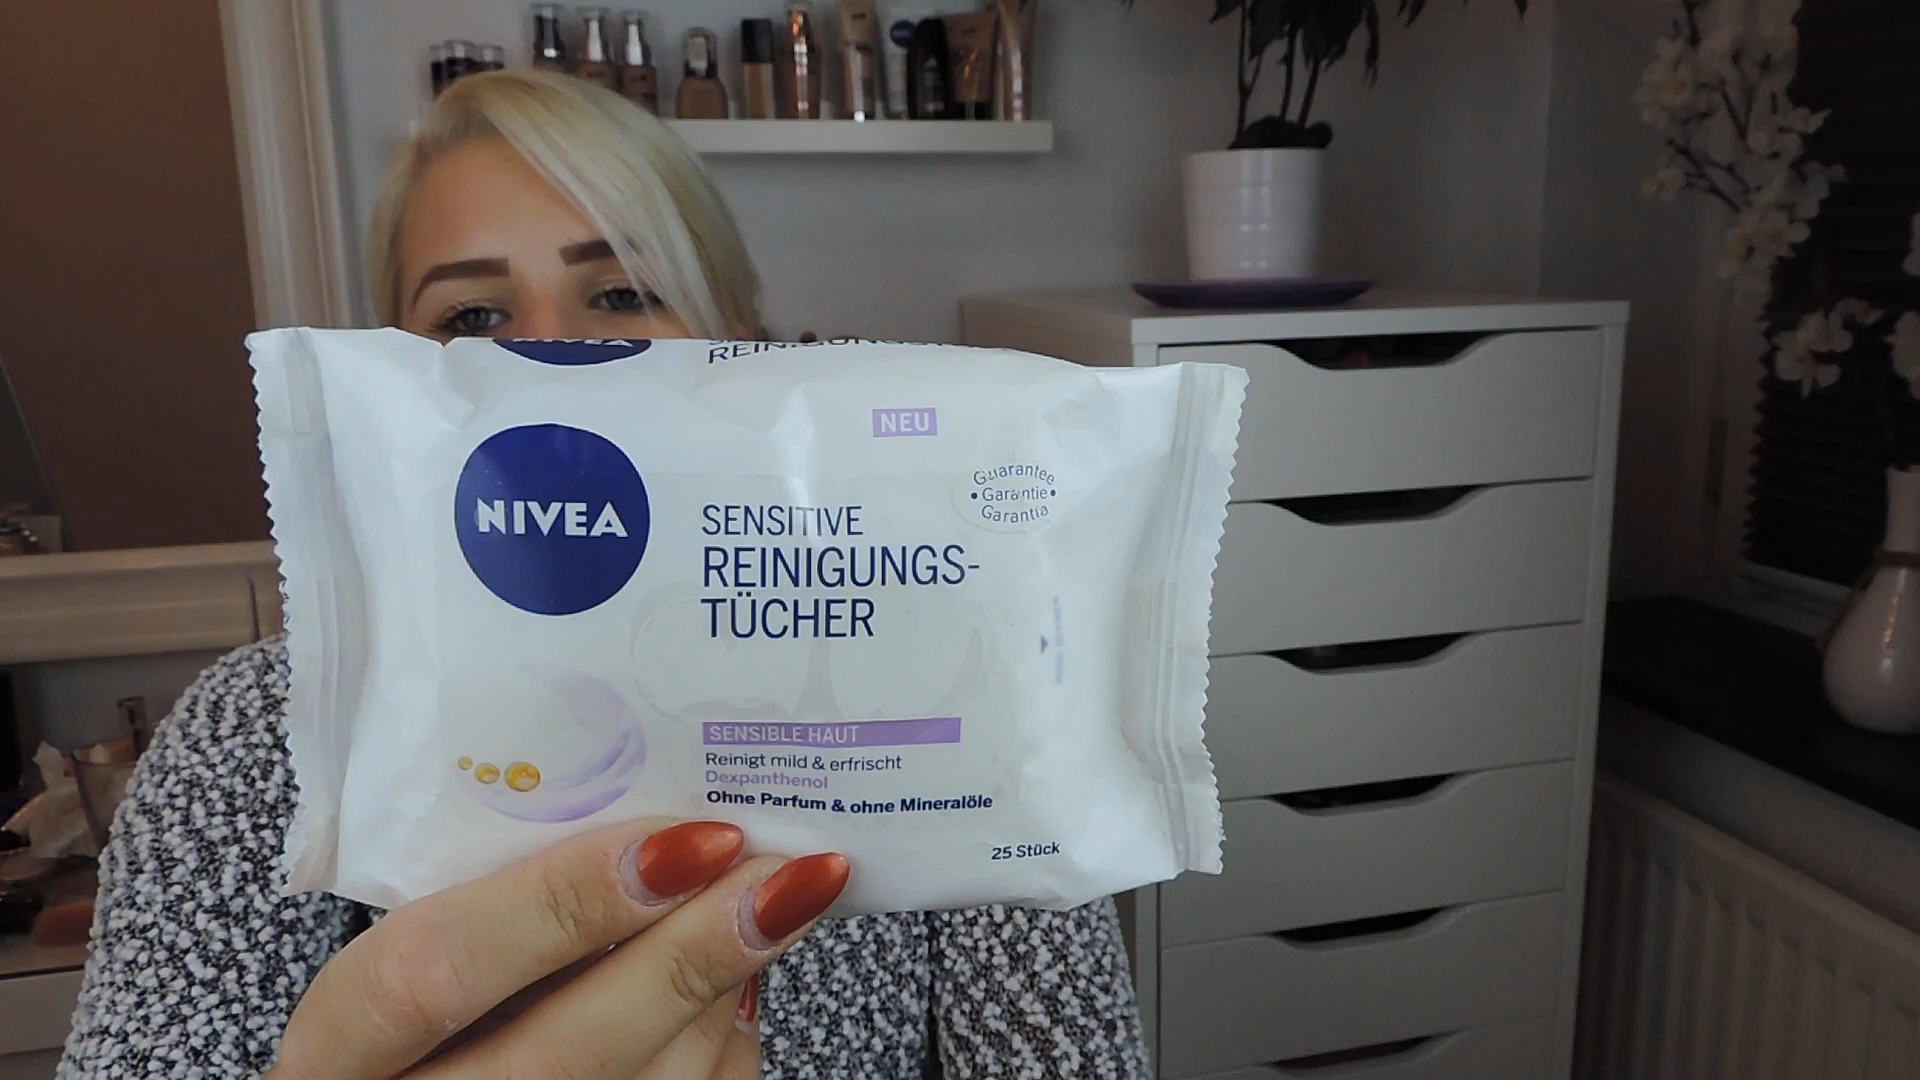 NIVEA
NEU
Guarantee
Garantie
Garantia
NIVEA
SENSITIVE
REINIGUNGS-
TÜCHER
SENSIBLE HAUT
Reinigt mild & erfrischt
Dexpanthenol
Ohne Parfum & ohne Mineralöle
25 Stück